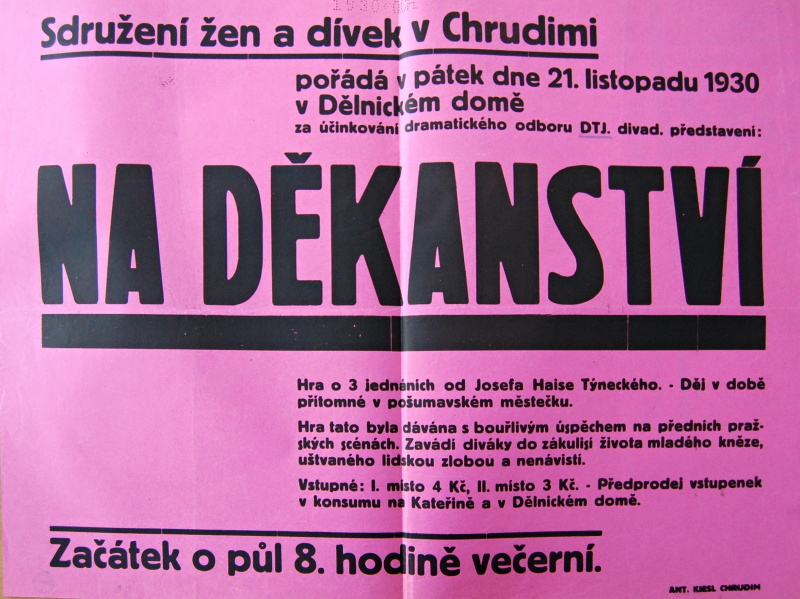 1930
Sdružení žen a dívek v Chrudimi
pořádá v pátek dne 21. listopadu 1930
v Dělnickém domě
za účinkování dramatického odboru DTJ. divad. představení:
NA DĚKANSTVÍ
Hra o 3 jednáních od Josefa Haise Týneckého. - Děj v době
přítomné v pošumavském městečku.
Hra tato byla dávána s bouřlivým úspěchem na předních praž-
ských scénách. Zavádí diváky do zákulisí života mladého kněze,
uštvaného lidskou zlobou a nenávistí.
Vstupné: I. místo 4 Kč, II. místo 3 Kč. - Předprodej vstupenek
v konsumu na Kateřině a v Dělnickém domě.
Začátek o půl 8. hodině večerní.
ANT. KIESL CHRUDIM